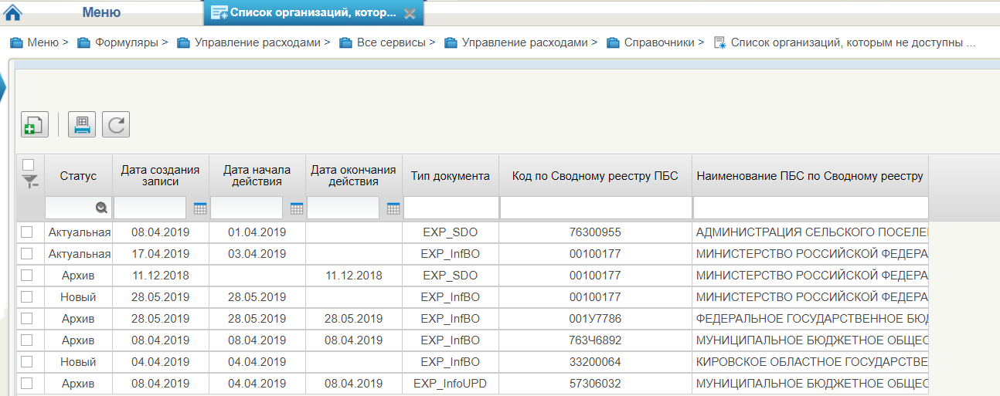 Меню Список организаций, котор...
Меню > Формуляры > Управление расходами > Все сервисы > Управление расходами > Справочники > Список организаций, которым не доступны ...
Статус Дата создания записи Дата начала действия Дата окончания действия Тип документа Код по Сводному реестру ПБС Наименование ПБС по Сводному реестру
Актуальная 08.04.2019 01.04.2019 EXP_SDO 76300955 АДМИНИСТРАЦИЯ СЕЛЬСКОГО ПОСЕЛЕ
Актуальная 17.04.2019 03.04.2019 EXP_InfBO 00100177 МИНИСТЕРСТВО РОССИЙСКОЙ ФЕДЕРА
Архив 11.12.2018 11.12.2018 EXP_SDO 00100177 МИНИСТЕРСТВО РОССИЙСКОЙ ФЕДЕРА
Новый 28.05.2019 28.05.2019 EXP_InfBO 00100177 МИНИСТЕРСТВО РОССИЙСКОЙ ФЕДЕРА
Архив 28.05.2019 28.05.2019 28.05.2019 EXP_InfBO 001У7786 ФЕДЕРАЛЬНОЕ ГОСУДАРСТВЕННОЕ БЮД
Архив 08.04.2019 08.04.2019 08.04.2019 EXP_InfBO 763Ч6892 МУНИЦИПАЛЬНОЕ БЮДЖЕТНОЕ ОБЩЕС
Новый 04.04.2019 04.04.2019 EXP_InfBO 33200064 КИРОВСКОЕ ОБЛАСТНОЕ ГОСУДАРСТВЕ
Архив 08.04.2019 04.04.2019 08.04.2019 EXP_InfoUPD 57306032 МУНИЦИПАЛЬНОЕ БЮДЖЕТНОЕ ОБЩЕС